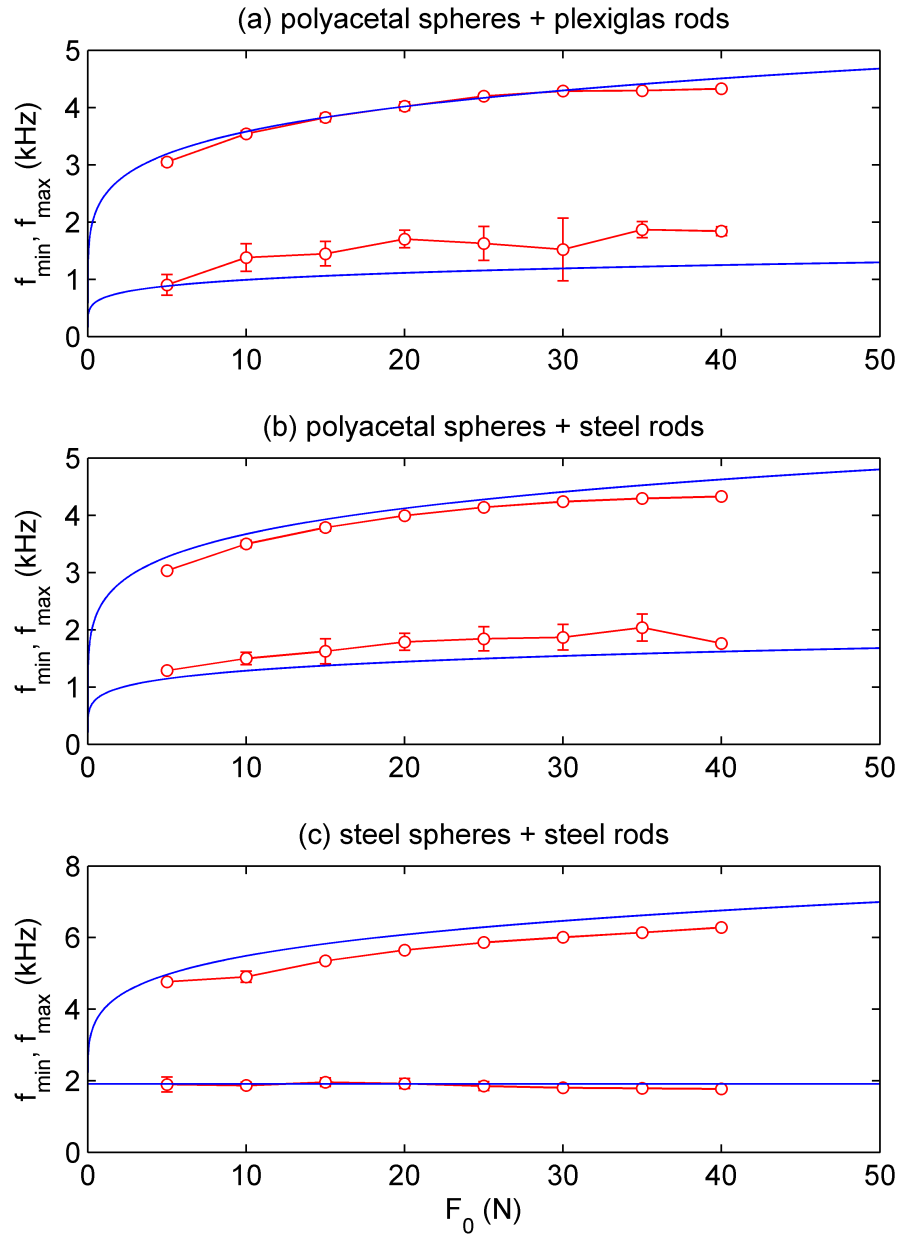 (a) polyacetal spheres + plexiglas rods
5
4
3
2
1
0
f_min, f_max (kHz)
0 10 20 30 40 50
(b) polyacetal spheres + steel rods
5
4
3
2
1
0
f_min, f_max (kHz)
0 10 20 30 40 50
(c) steel spheres + steel rods
8
6
4
2
0
f_min, f_max (kHz)
0 10 20 30 40 50
F_0 (N)